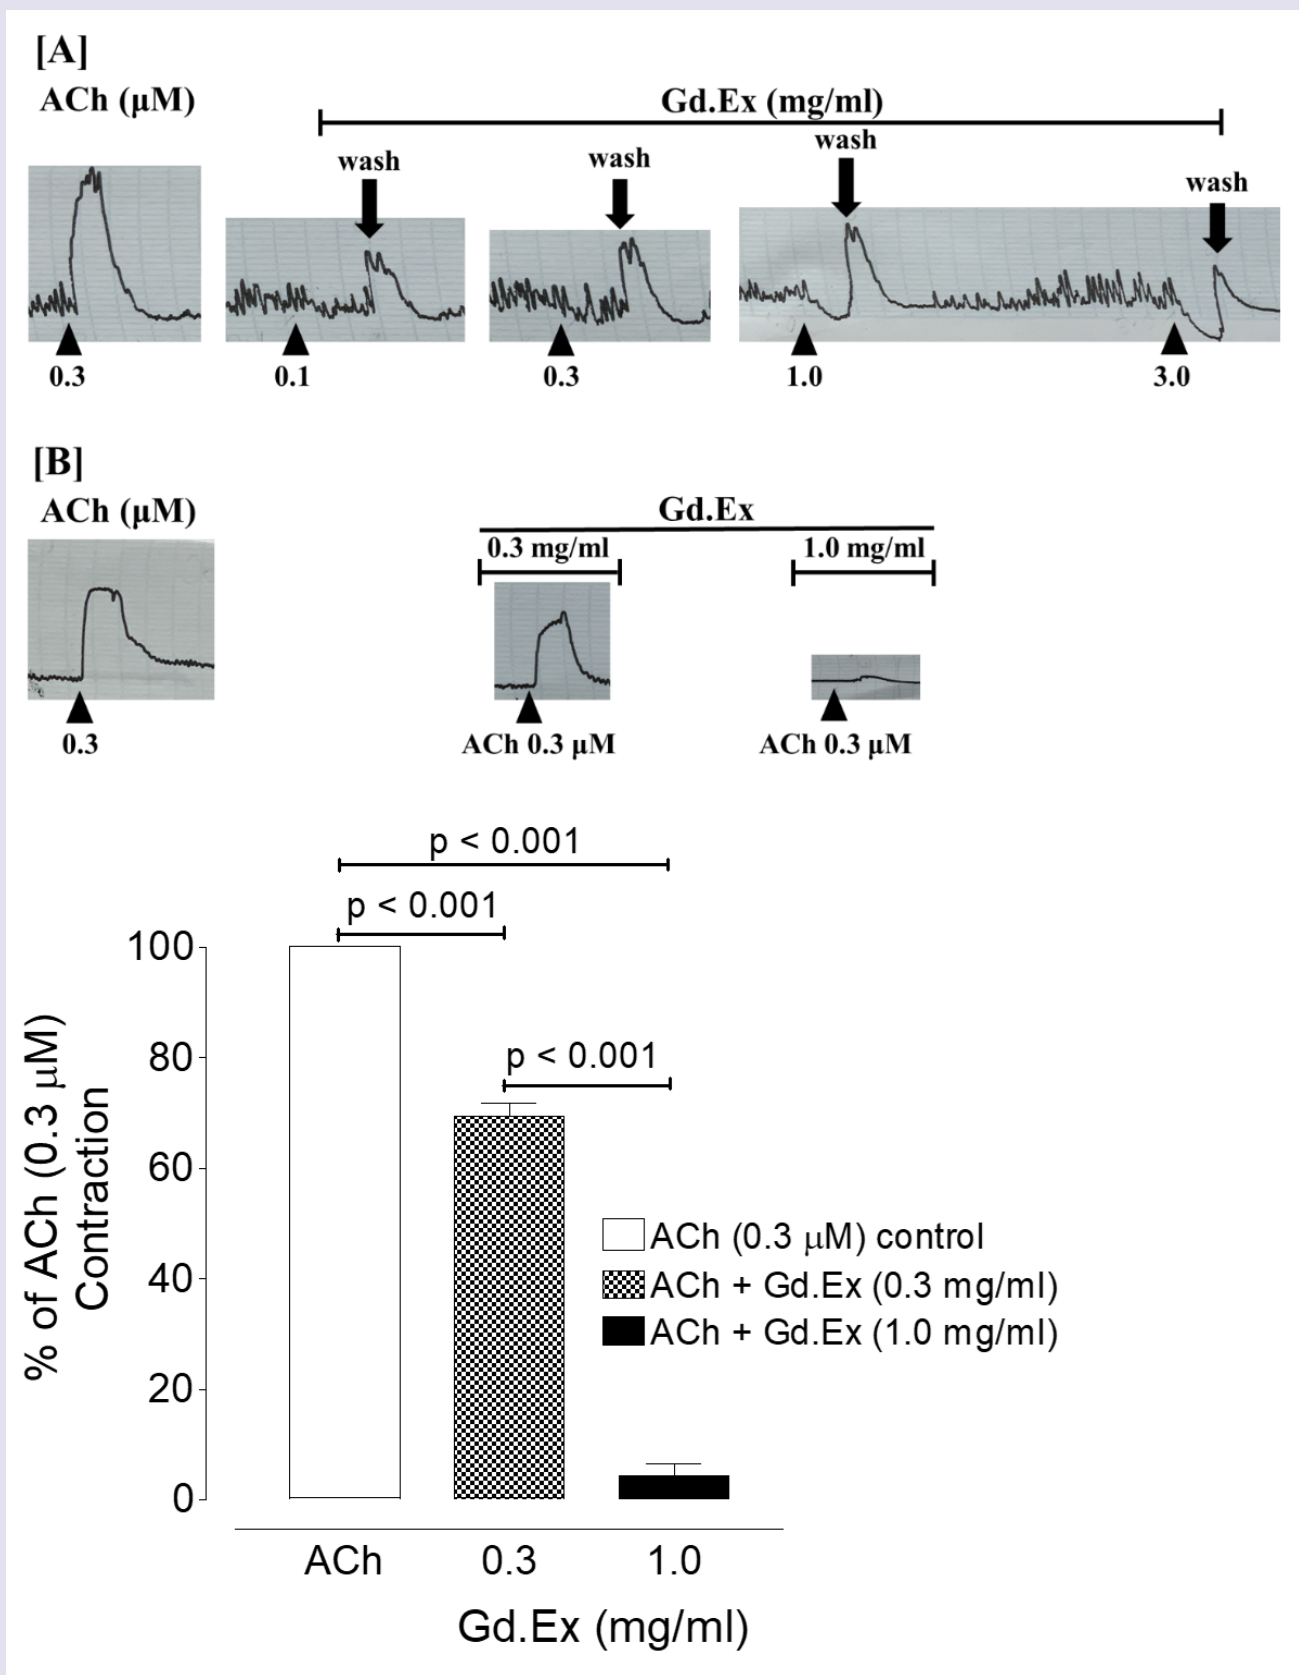 [A]
ACh (μM)
Gd.Ex (mg/ml)
wash
wash
wash
wash
0.3
0.1
0.3
1.0
3.0
[B]
ACh (μM)
Gd.Ex
0.3 mg/ml
1.0 mg/ml
0.3
ACh 0.3 μM
ACh 0.3 μM
p < 0.001
p < 0.001
p < 0.001
% of ACh (0.3 μM)
Contraction
100
80
60
40
20
0
ACh (0.3 μM) control
ACh + Gd.Ex (0.3 mg/ml)
ACh + Gd.Ex (1.0 mg/ml)
ACh
0.3
1.0
Gd.Ex (mg/ml)